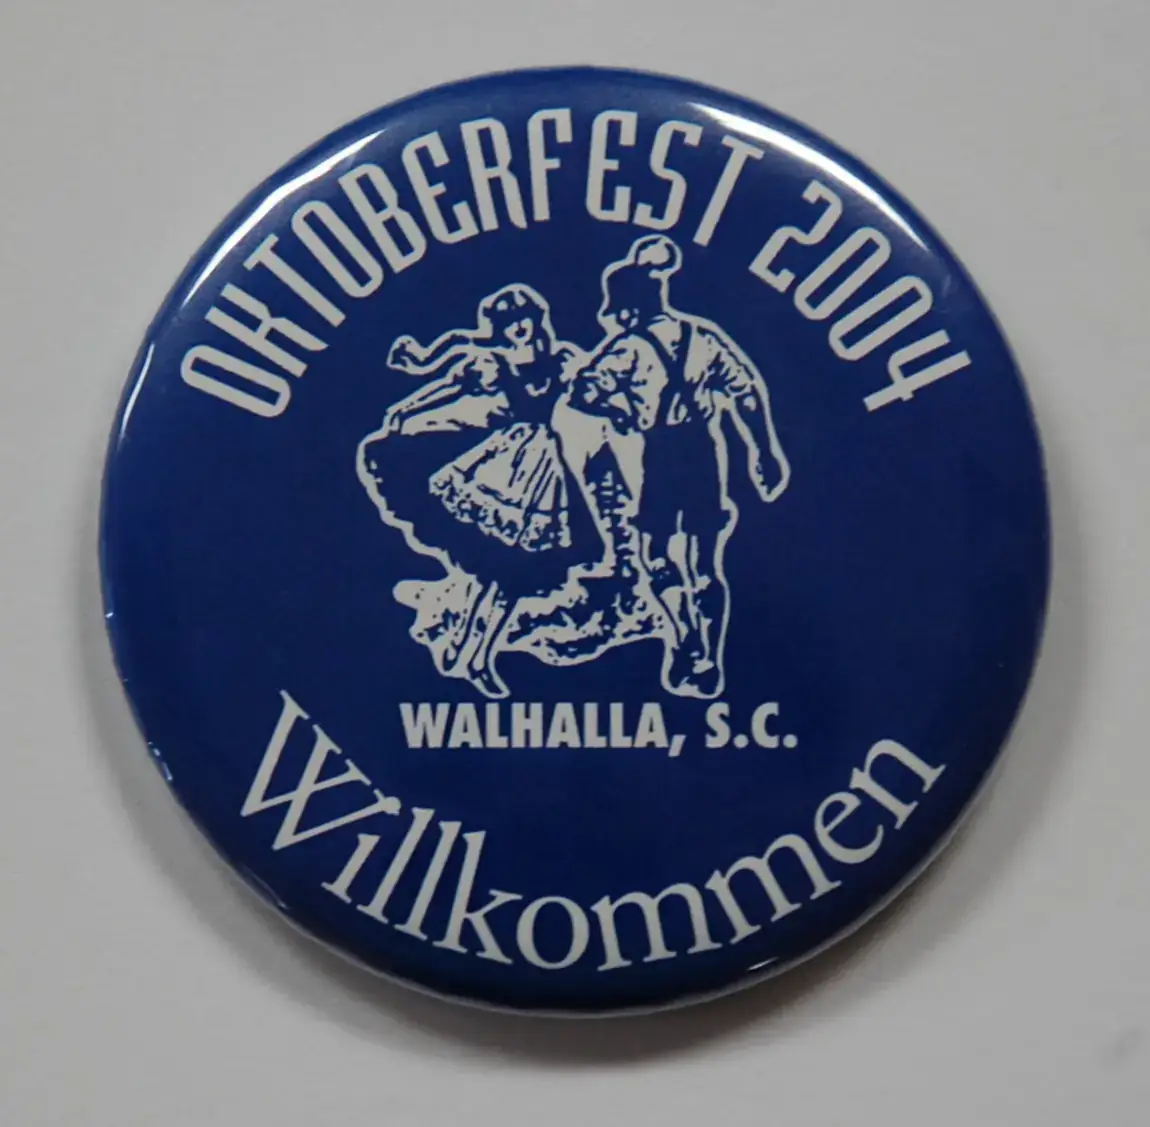 OKTOBERFEST 2004
WALHALLA, S.C.
Willkommen